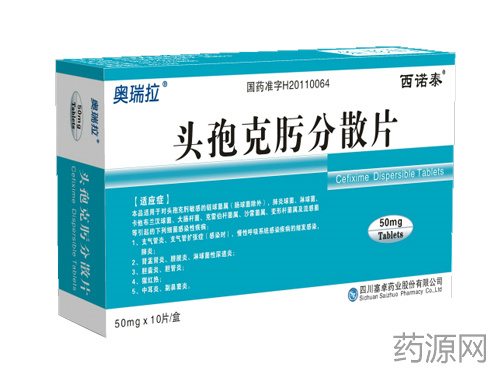 奥瑞拉®
国药准字H20110064
西诺泰®
头孢克肟分散片
Cefixime Dispersible Tablets
【适应症】
本品适用于对头孢克肟敏感的链球菌属(肠球菌除外),肺炎球菌、淋球菌、
卡他布兰汉球菌、大肠杆菌、克雷伯杆菌属、沙雷菌属、变形杆菌属及流感菌
等引起的下列细菌感染性疾病:
1、支气管炎、支气管扩张症(感染时),慢性呼吸系统感染疾病的继发感染,
肺炎;
2、肾盂肾炎、膀胱炎、淋球菌性尿道炎;
3、胆囊炎、胆管炎;
4、猩红热;
5、中耳炎、副鼻窦炎。
50mg
Tablets
四川塞卓药业股份有限公司
Sichuan Saizhuo Pharmacy Co.,Ltd
50mg x 10片/盒
奥瑞拉®
50mg
Tablets
头孢克肟分散片
Cefixime Dispersible Tablets
药源网